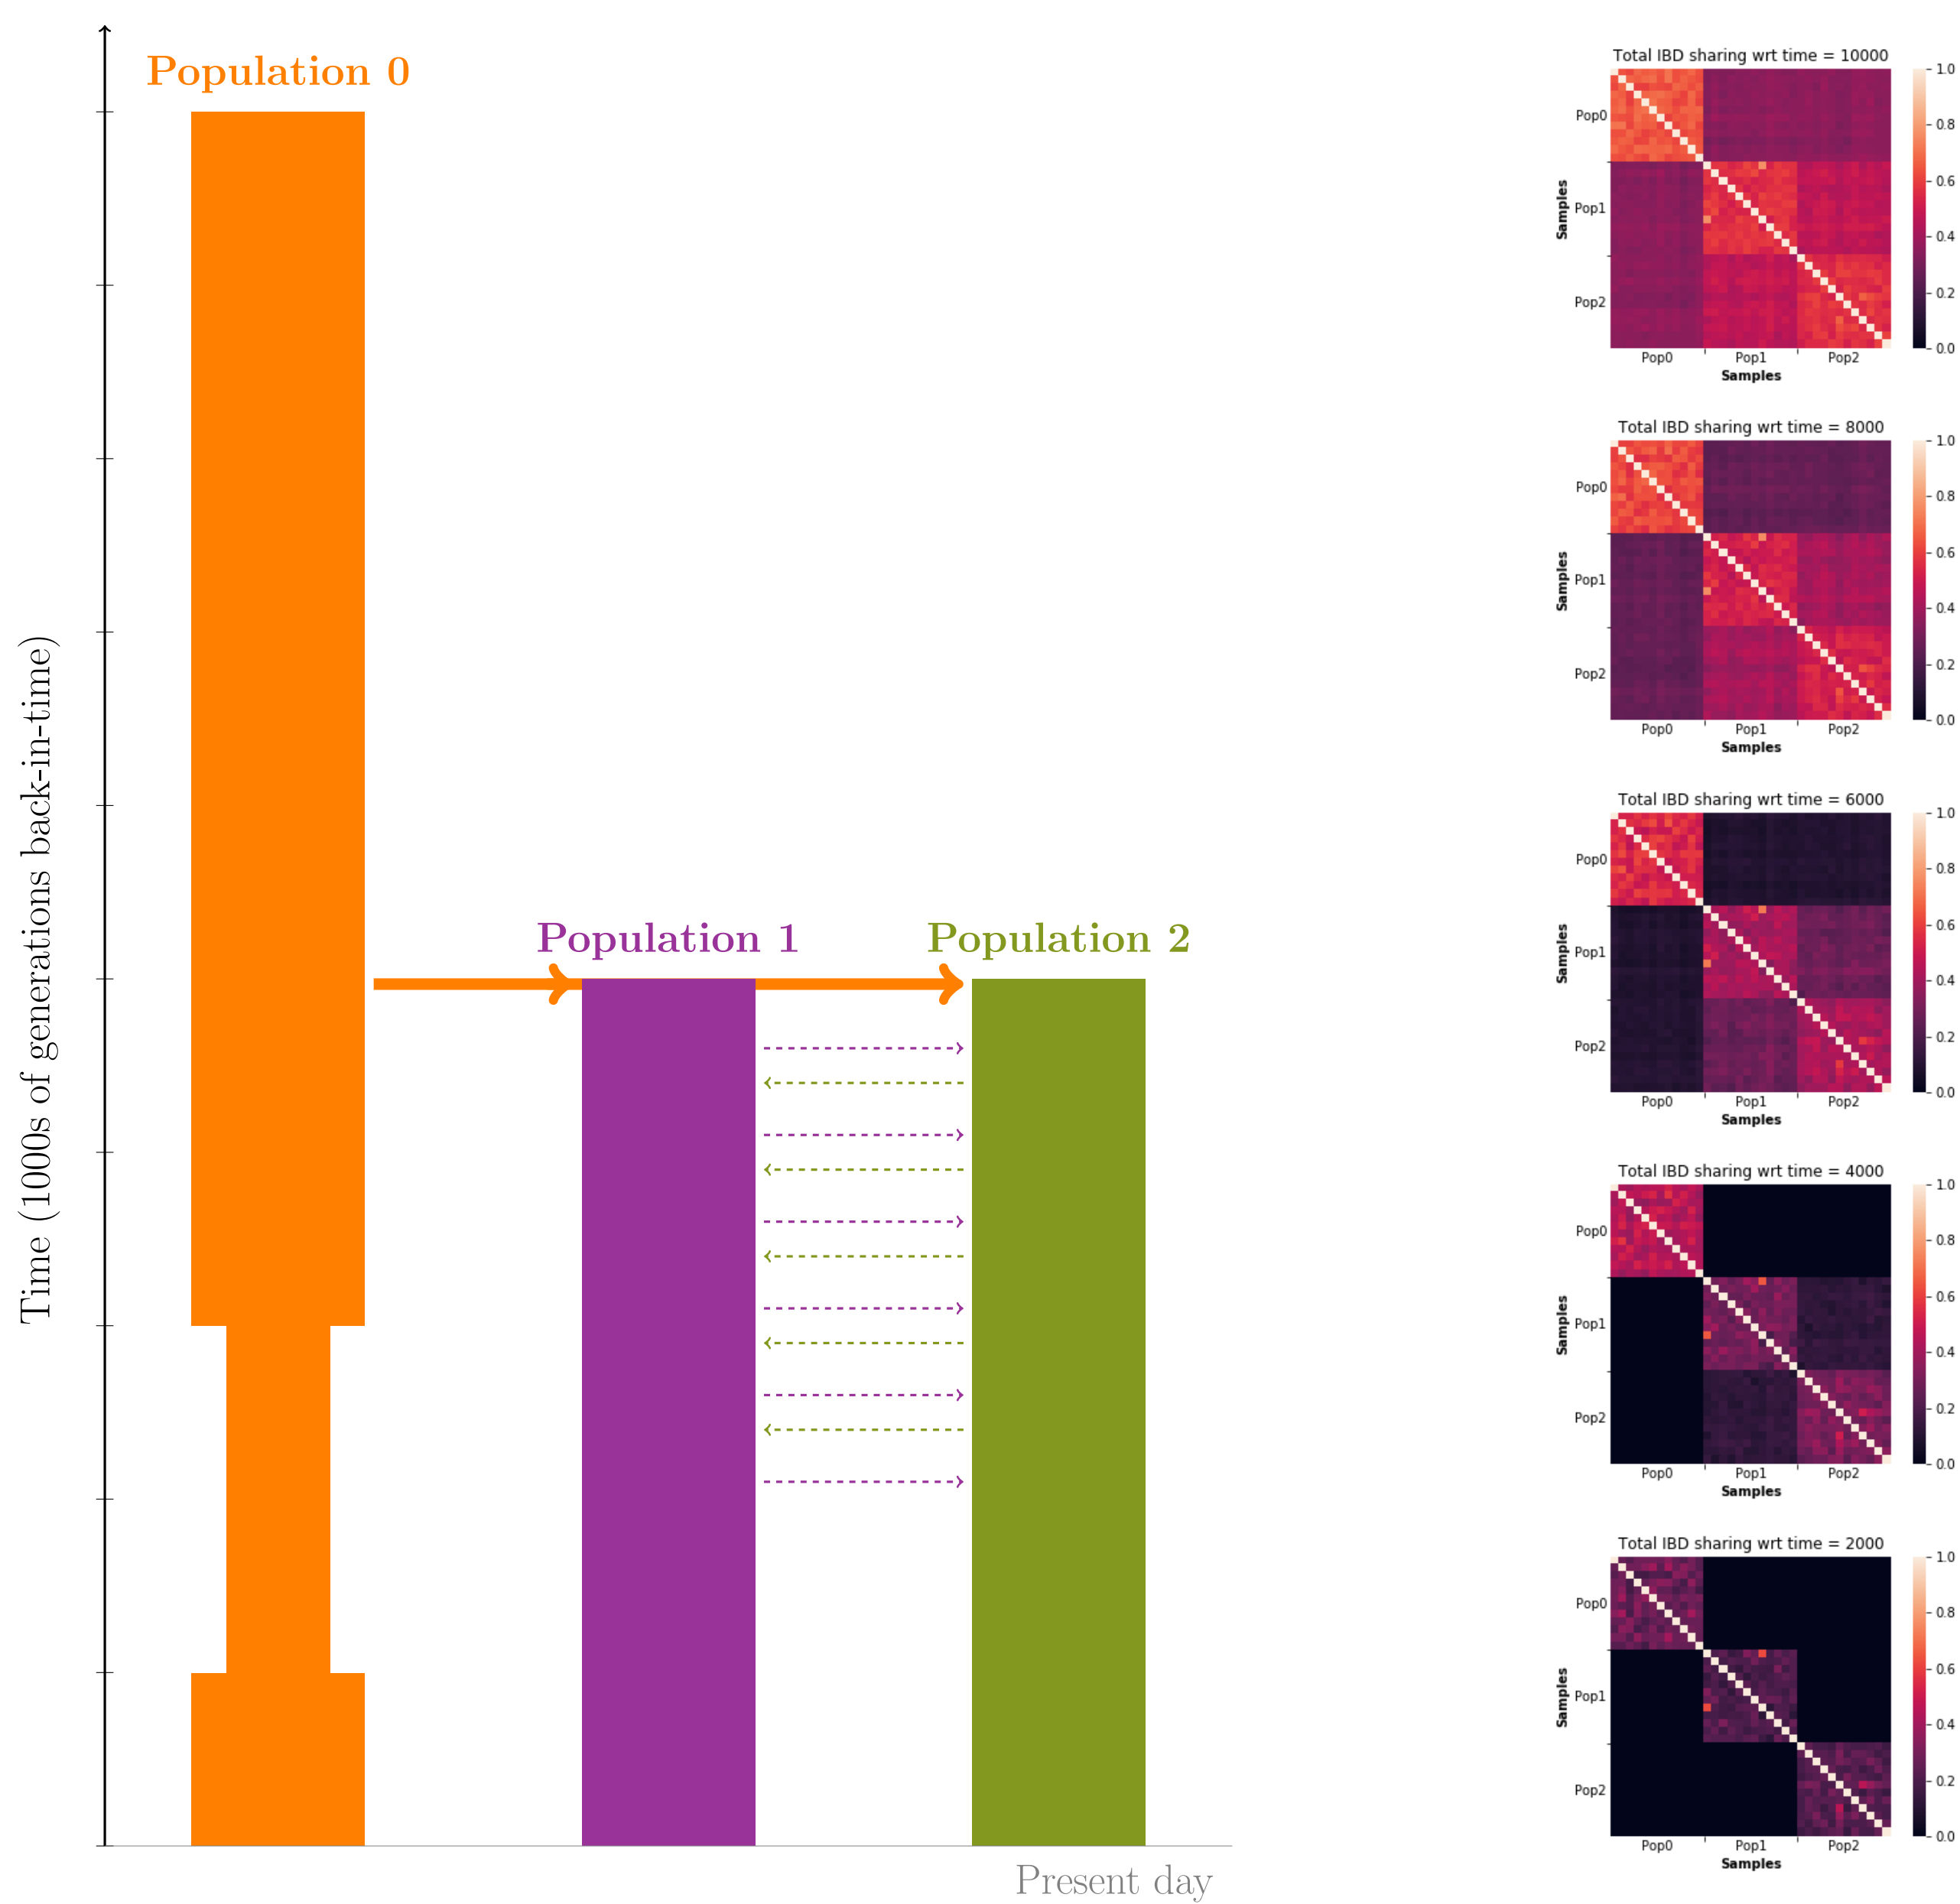 Population 0
Time (1000s of generations back-in-time)
Population 1
Population 2
Present day
Total IBD sharing wrt time = 10000
Pop0
Pop1
Pop2
Samples
Pop0 Pop1 Pop2
Samples
1.0
0.8
0.6
0.4
0.2
0.0
Total IBD sharing wrt time = 8000
Pop0
Pop1
Pop2
Samples
Pop0 Pop1 Pop2
Samples
1.0
0.8
0.6
0.4
0.2
0.0
Total IBD sharing wrt time = 6000
Pop0
Pop1
Pop2
Samples
Pop0 Pop1 Pop2
Samples
1.0
0.8
0.6
0.4
0.2
0.0
Total IBD sharing wrt time = 4000
Pop0
Pop1
Pop2
Samples
Pop0 Pop1 Pop2
Samples
1.0
0.8
0.6
0.4
0.2
0.0
Total IBD sharing wrt time = 2000
Pop0
Pop1
Pop2
Samples
Pop0 Pop1 Pop2
Samples
1.0
0.8
0.6
0.4
0.2
0.0